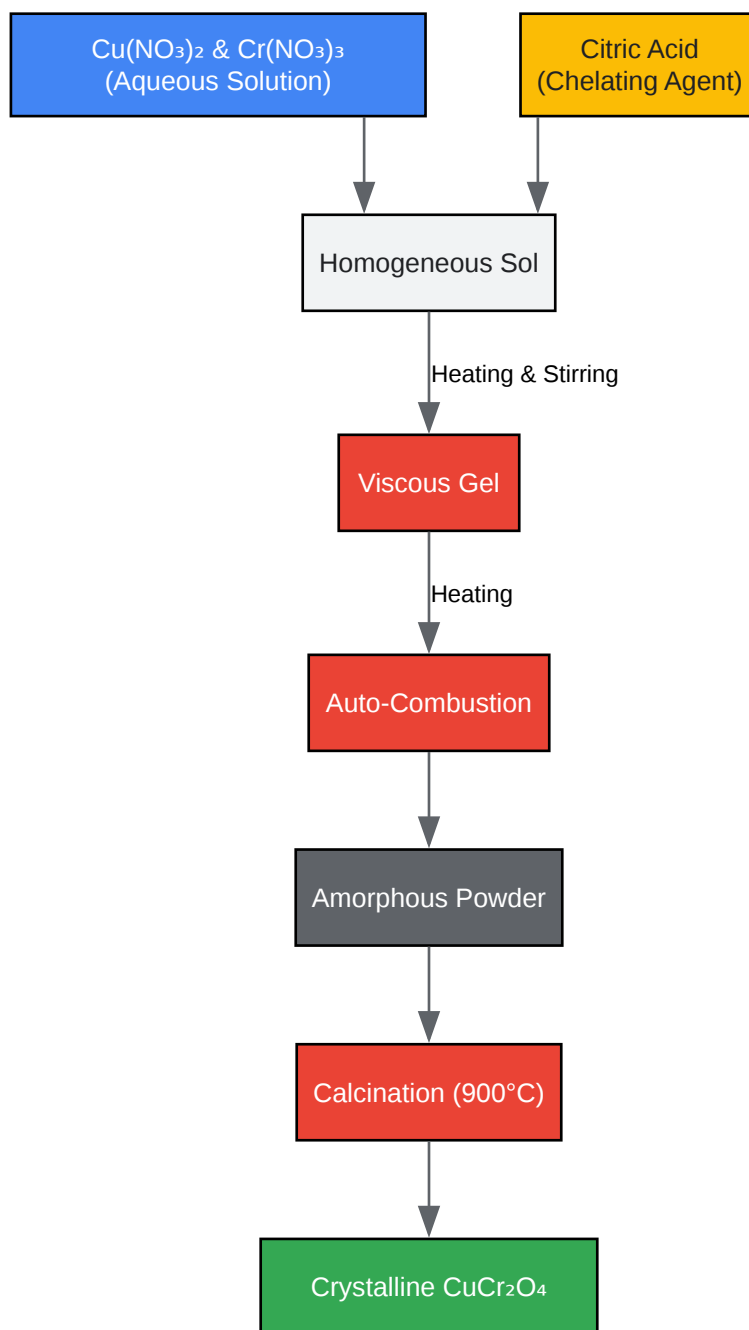 Cu(NO₃)₂ & Cr(NO₃)₃
(Aqueous Solution)
Citric Acid
(Chelating Agent)
Homogeneous Sol
Heating & Stirring
Viscous Gel
Heating
Auto-Combustion
Amorphous Powder
Calcination (900°C)
Crystalline CuCr₂O₄